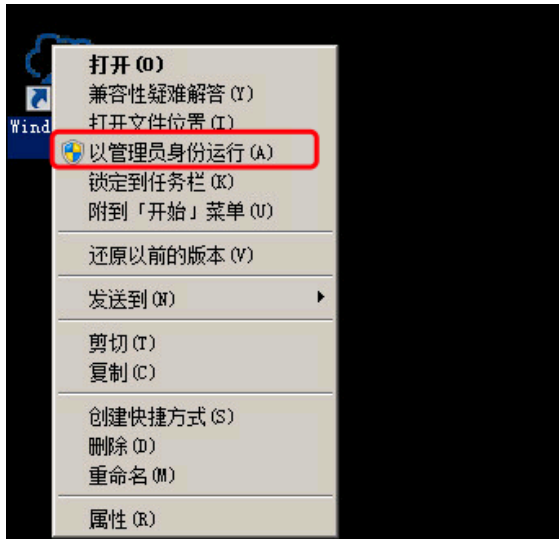 打开(O)
兼容性疑难解答(Y)
Wind
打开文件位置(I)
以管理员身份运行(A)
锁定到任务栏(K)
附到「开始」菜单(U)
还原以前的版本(V)
发送到(N)
剪切(T)
复制(C)
创建快捷方式(S)
删除(D)
重命名(M)
属性(R)